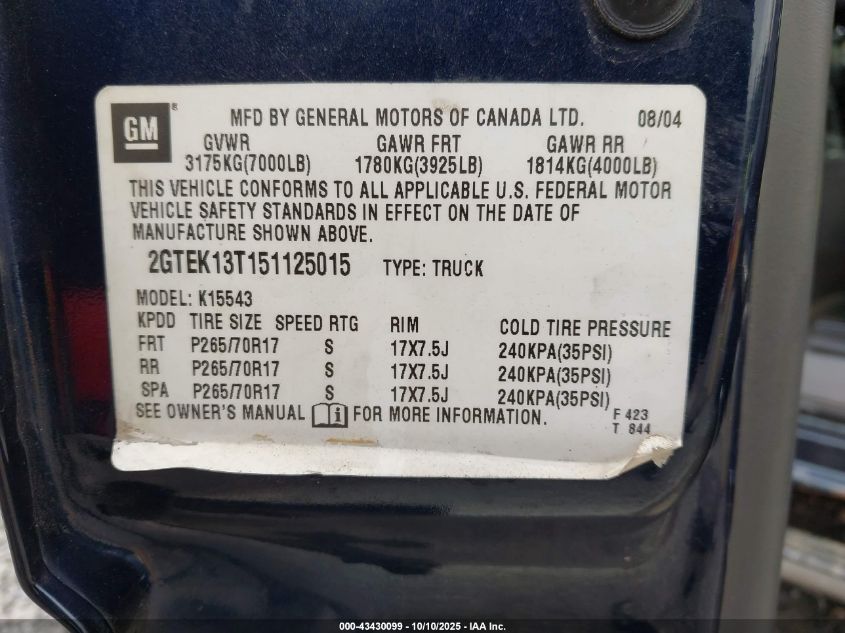 GM ®
MFD BY GENERAL MOTORS OF CANADA LTD. 08/04
GVWR GAWR FRT GAWR RR
3175KG(7000LB) 1780KG(3925LB) 1814KG(4000LB)
THIS VEHICLE CONFORMS TO ALL APPLICABLE U.S. FEDERAL MOTOR
VEHICLE SAFETY STANDARDS IN EFFECT ON THE DATE OF
MANUFACTURE SHOWN ABOVE.
2GTEK13T151125015 TYPE: TRUCK
MODEL: K15543
KPDD TIRE SIZE SPEED RTG RIM COLD TIRE PRESSURE
FRT P265/70R17 S 17X7.5J 240KPA(35PSI)
RR P265/70R17 S 17X7.5J 240KPA(35PSI)
SPA P265/70R17 S 17X7.5J 240KPA(35PSI)
SEE OWNER'S MANUAL i FOR MORE INFORMATION. F 423
T 844
000-43430099 - 10/10/2025 - IAA Inc.